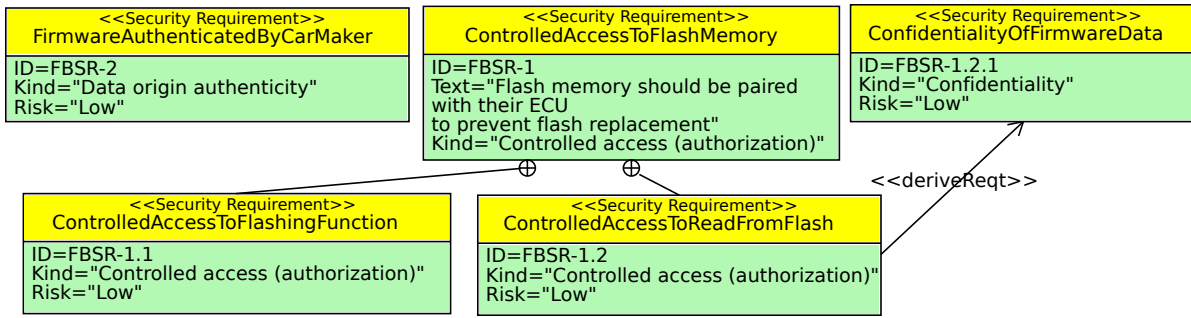 <<Security Requirement>>
FirmwareAuthenticatedByCarMaker
ID=FBSR-2
Kind="Data origin authenticity"
Risk="Low"
<<Security Requirement>>
ControlledAccessToFlashMemory
ID=FBSR-1
Text="Flash memory should be paired
with their ECU
to prevent flash replacement"
Kind="Controlled access (authorization)"
<<Security Requirement>>
ConfidentialityOfFirmwareData
ID=FBSR-1.2.1
Kind="Confidentiality"
Risk="Low"
<<deriveReqt>>
<<Security Requirement>>
ControlledAccessToFlashingFunction
ID=FBSR-1.1
Kind="Controlled access (authorization)"
Risk="Low"
<<Security Requirement>>
ControlledAccessToReadFromFlash
ID=FBSR-1.2
Kind="Controlled access (authorization)"
Risk="Low"